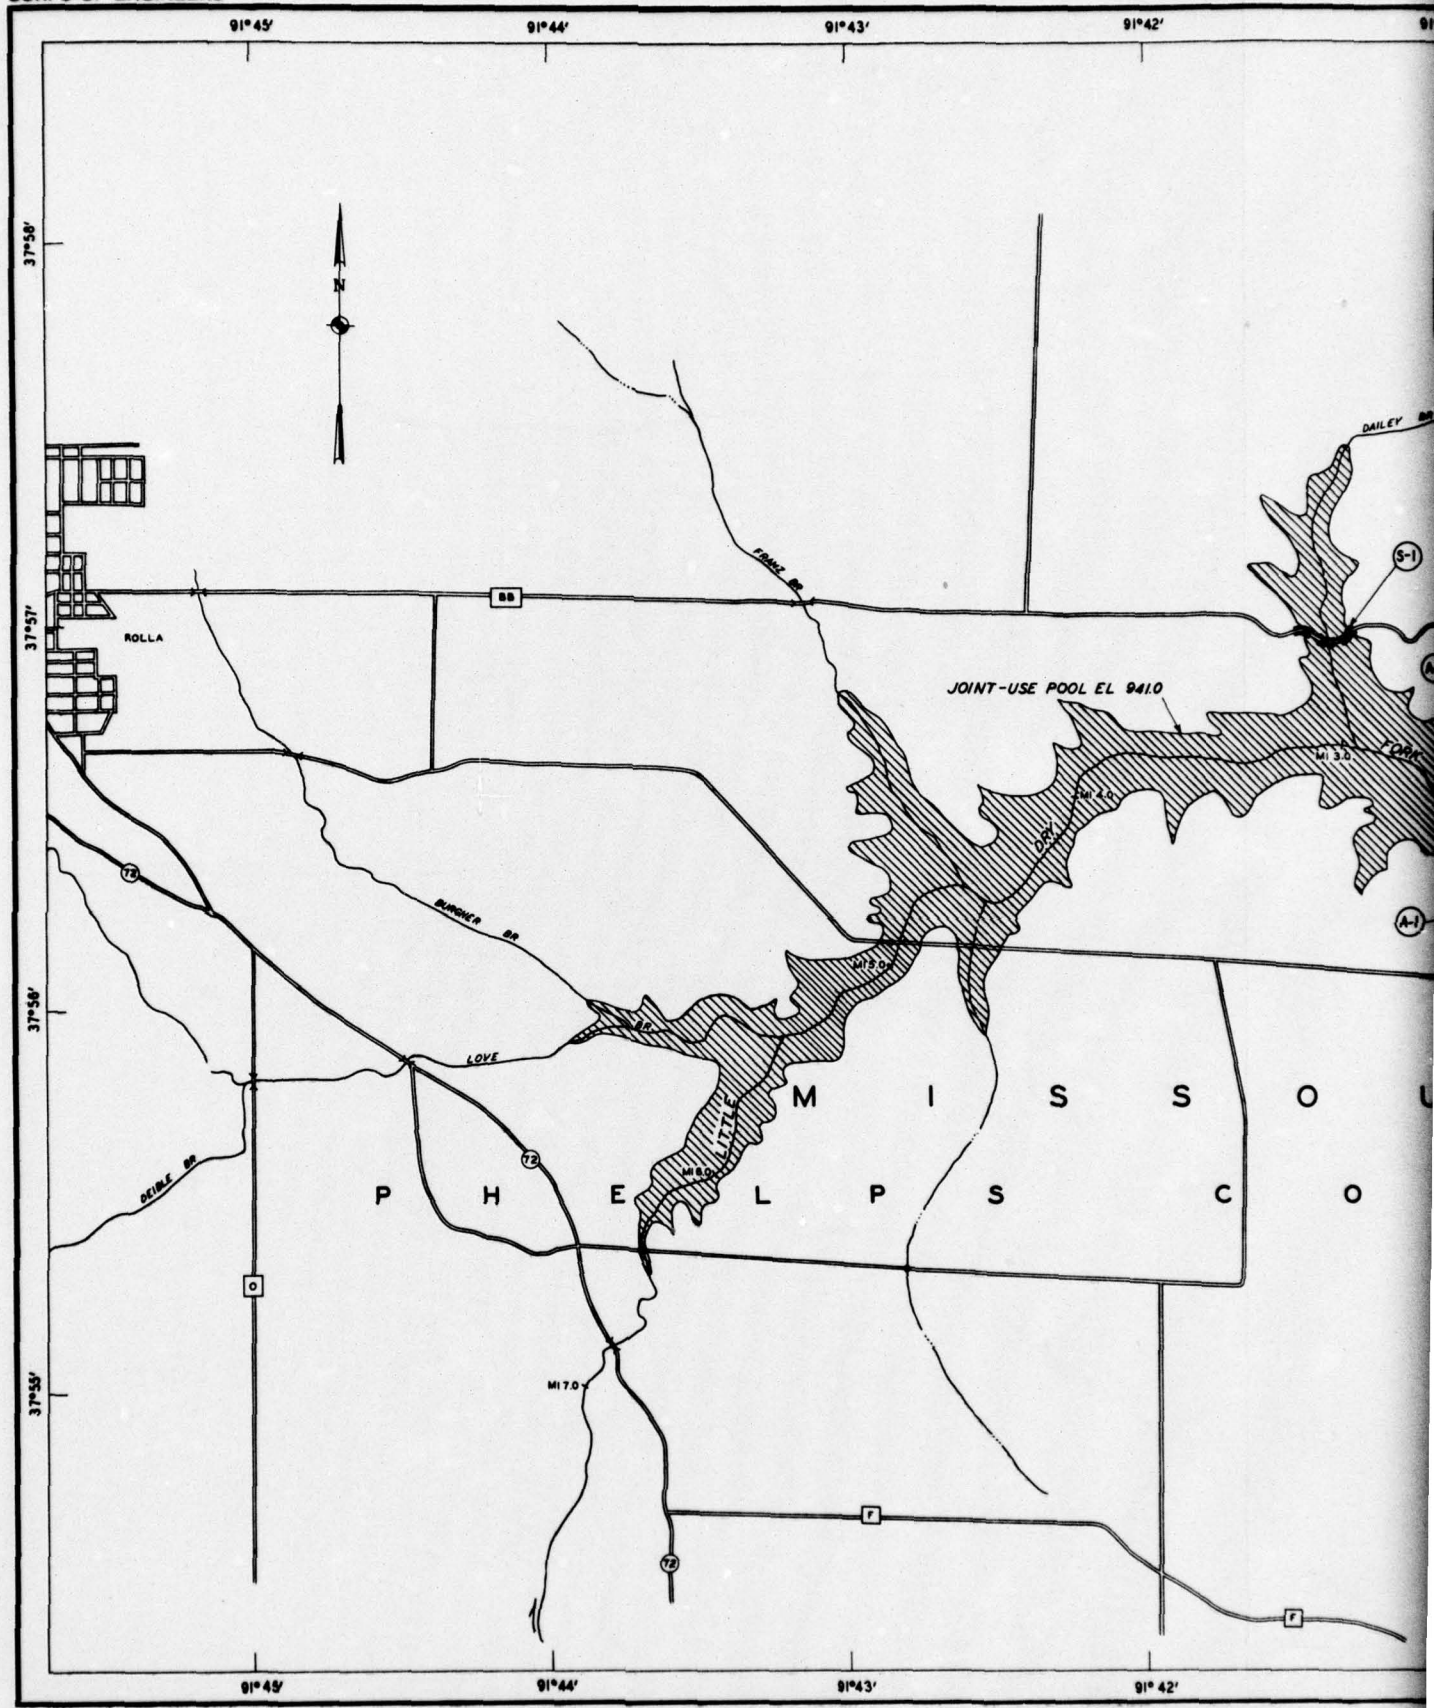 91°45'
91°44'
91°43'
91°42'
37°58'
N
DAILEY BR
S-1
FRANZ BR
BB
37°57'
ROLLA
JOINT-USE POOL EL 941.0
FORK
MI 3.0
MI 4.0
DRY
72
BURGHER BR
A-1
MI 5.0
37°56'
BR
LOVE
M I S S O U
LITTLE
72
DEIBLE BR
MI 6.0
P H E L P S C O
O
MI 7.0
37°55'
F
72
F
91°45'
91°44'
91°43'
91°42'